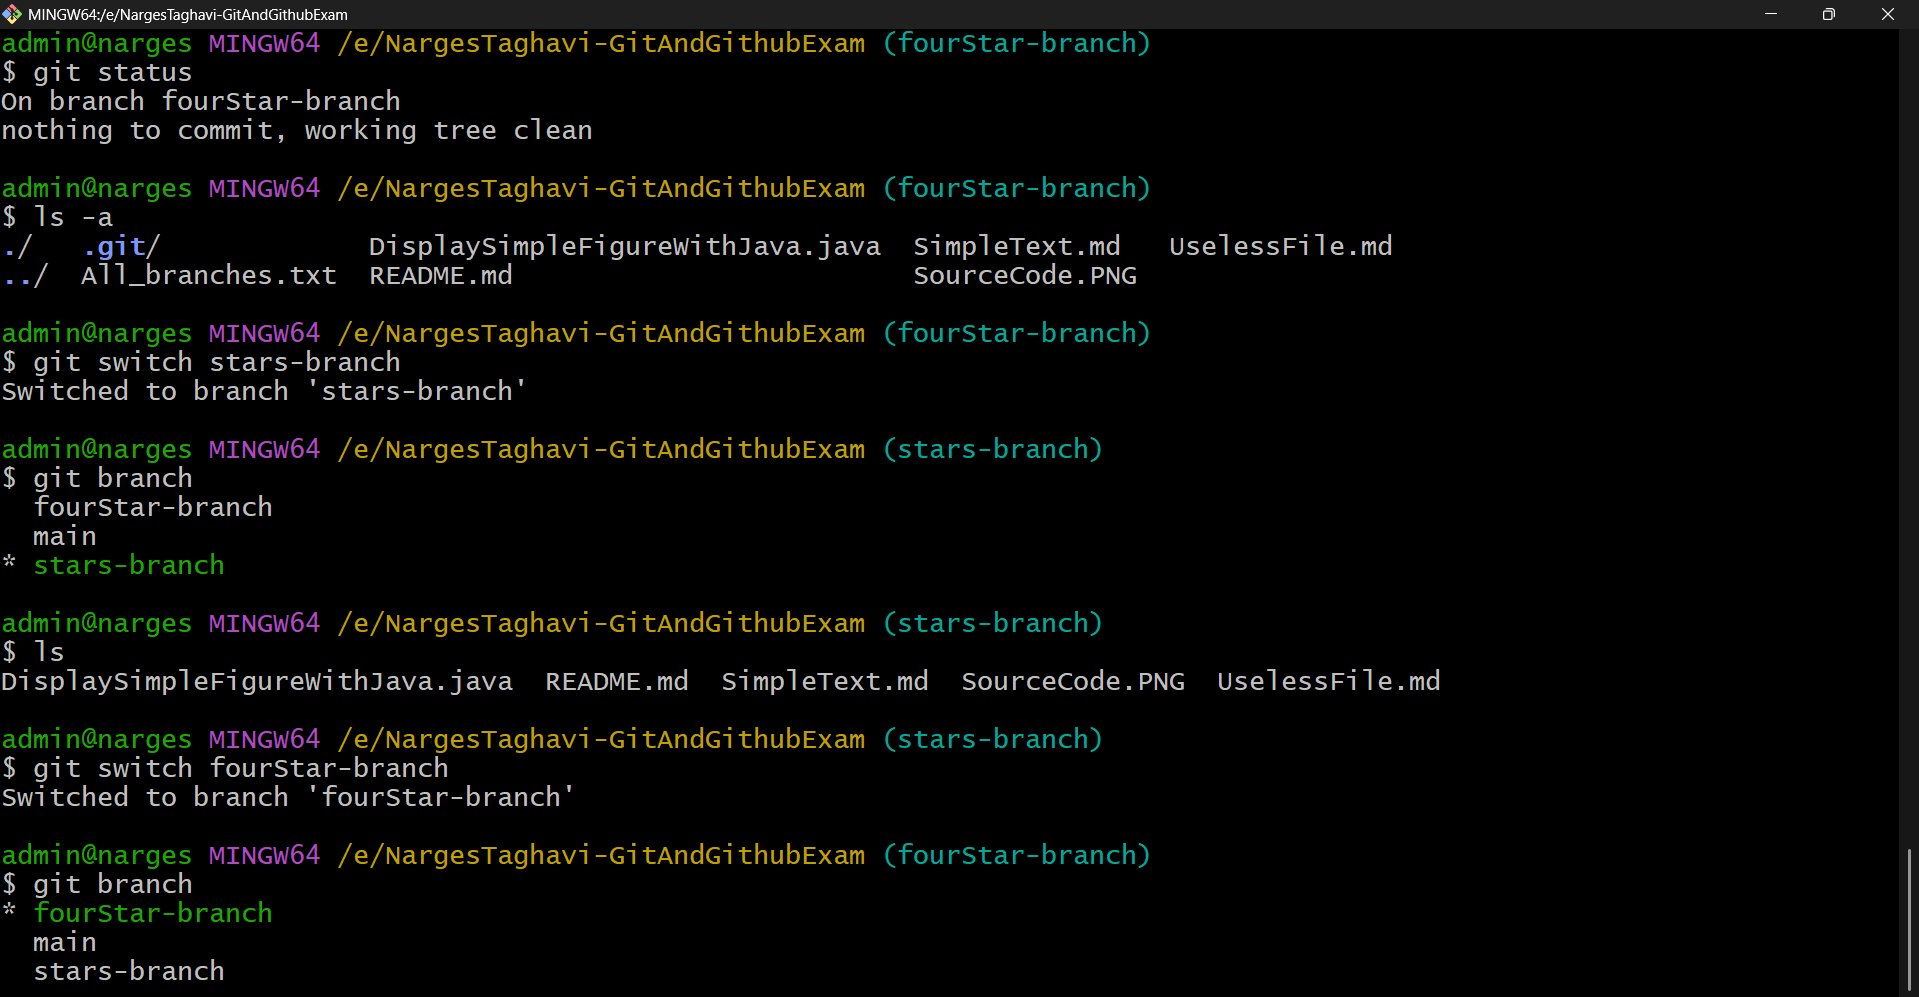 MINGW64:/e/NargesTaghavi-GitAndGithubExam
admin@narges MINGW64 /e/NargesTaghavi-GitAndGithubExam (fourStar-branch)
$ git status
On branch fourStar-branch
nothing to commit, working tree clean
admin@narges MINGW64 /e/NargesTaghavi-GitAndGithubExam (fourStar-branch)
$ ls -a
./   .git/             DisplaySimpleFigureWithJava.java  SimpleText.md   UselessFile.md
../  All_branches.txt  README.md                         SourceCode.PNG
admin@narges MINGW64 /e/NargesTaghavi-GitAndGithubExam (fourStar-branch)
$ git switch stars-branch
Switched to branch 'stars-branch'
admin@narges MINGW64 /e/NargesTaghavi-GitAndGithubExam (stars-branch)
$ git branch
  fourStar-branch
  main
* stars-branch
admin@narges MINGW64 /e/NargesTaghavi-GitAndGithubExam (stars-branch)
$ ls
DisplaySimpleFigureWithJava.java  README.md  SimpleText.md  SourceCode.PNG  UselessFile.md
admin@narges MINGW64 /e/NargesTaghavi-GitAndGithubExam (stars-branch)
$ git switch fourStar-branch
Switched to branch 'fourStar-branch'
admin@narges MINGW64 /e/NargesTaghavi-GitAndGithubExam (fourStar-branch)
$ git branch
* fourStar-branch
  main
  stars-branch